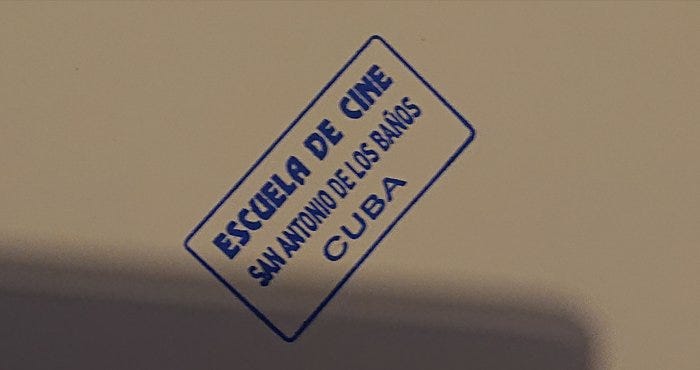 ESCUELA DE CINE
SAN ANTONIO DE LOS BAÑOS
CUBA